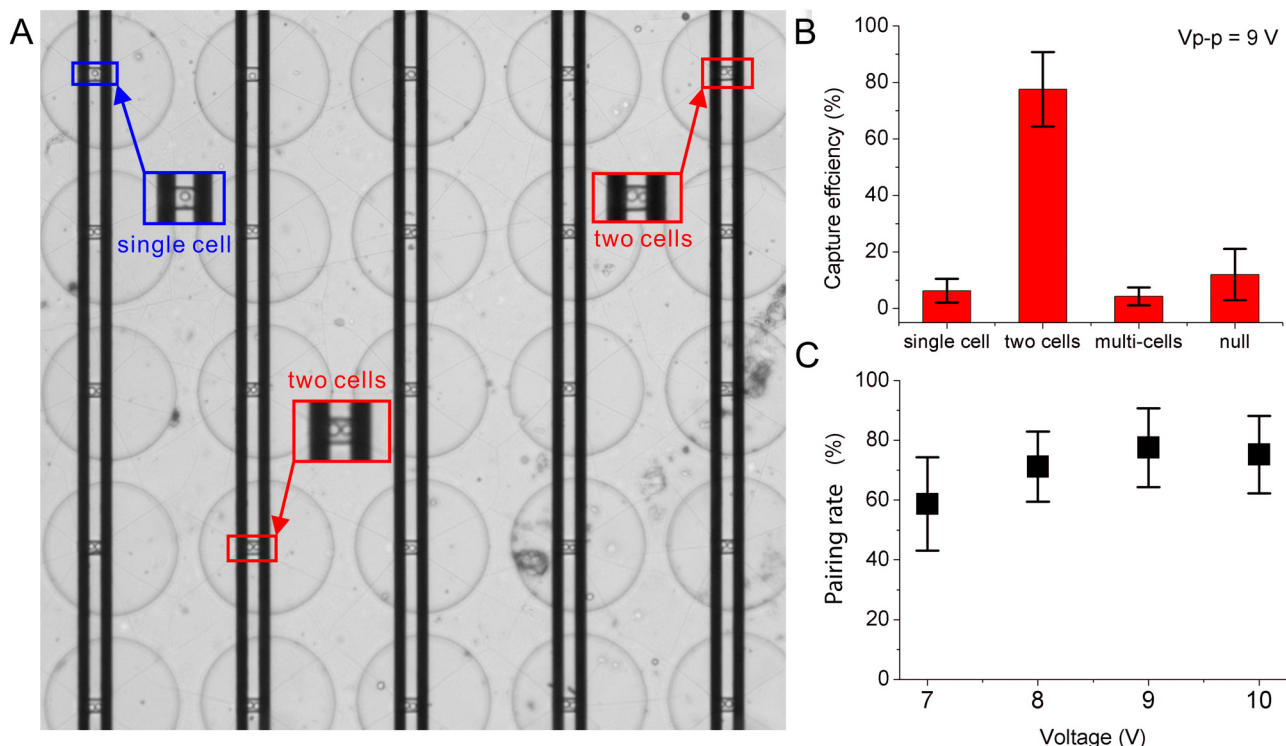 A
single cell
two cells
two cells
B
Vp-p = 9 V
Capture effciency (%)
100
80
60
40
20
0
single cell
two cells
multi-cells
null
C
Pairing rate (%)
100
80
60
40
20
0
7
8
9
10
Voltage (V)